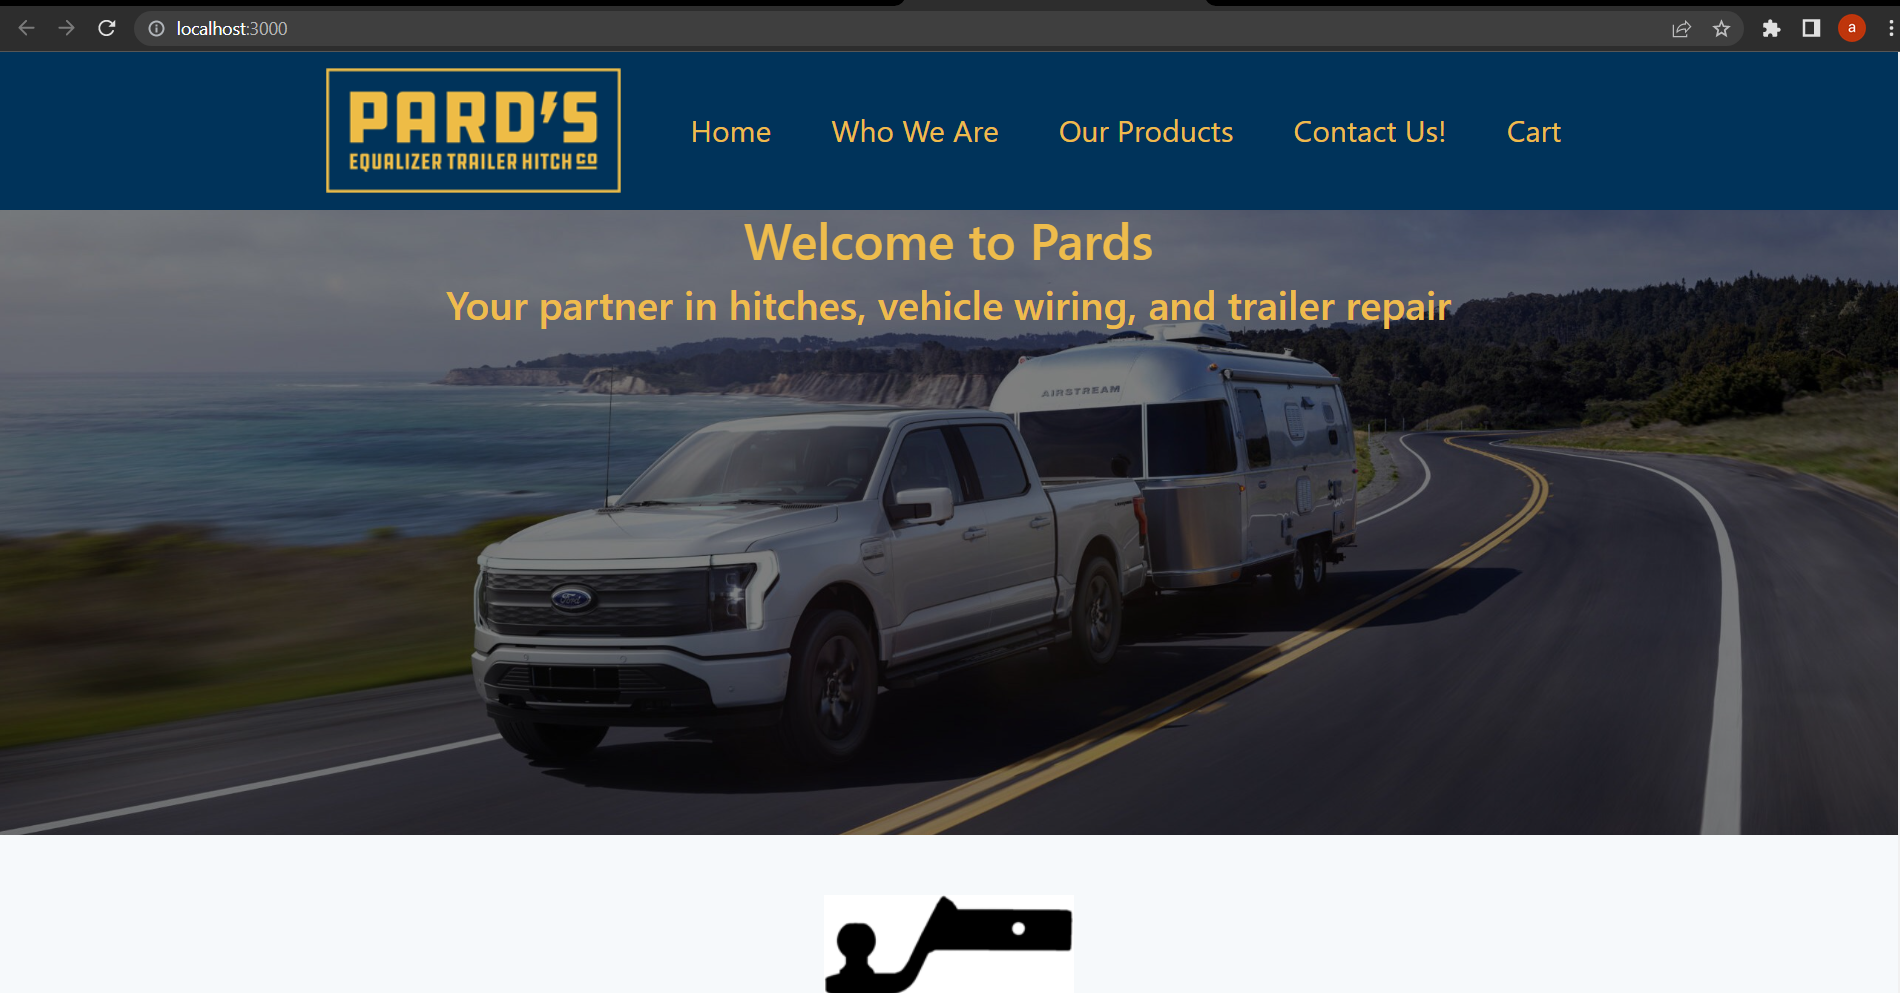 localhost:3000
a
PARD'S
EQUALIZER TRAILER HITCH CO
Home Who We Are Our Products Contact Us! Cart
Welcome to Pards
Your partner in hitches, vehicle wiring, and trailer repair
AIRSTREAM
Ford